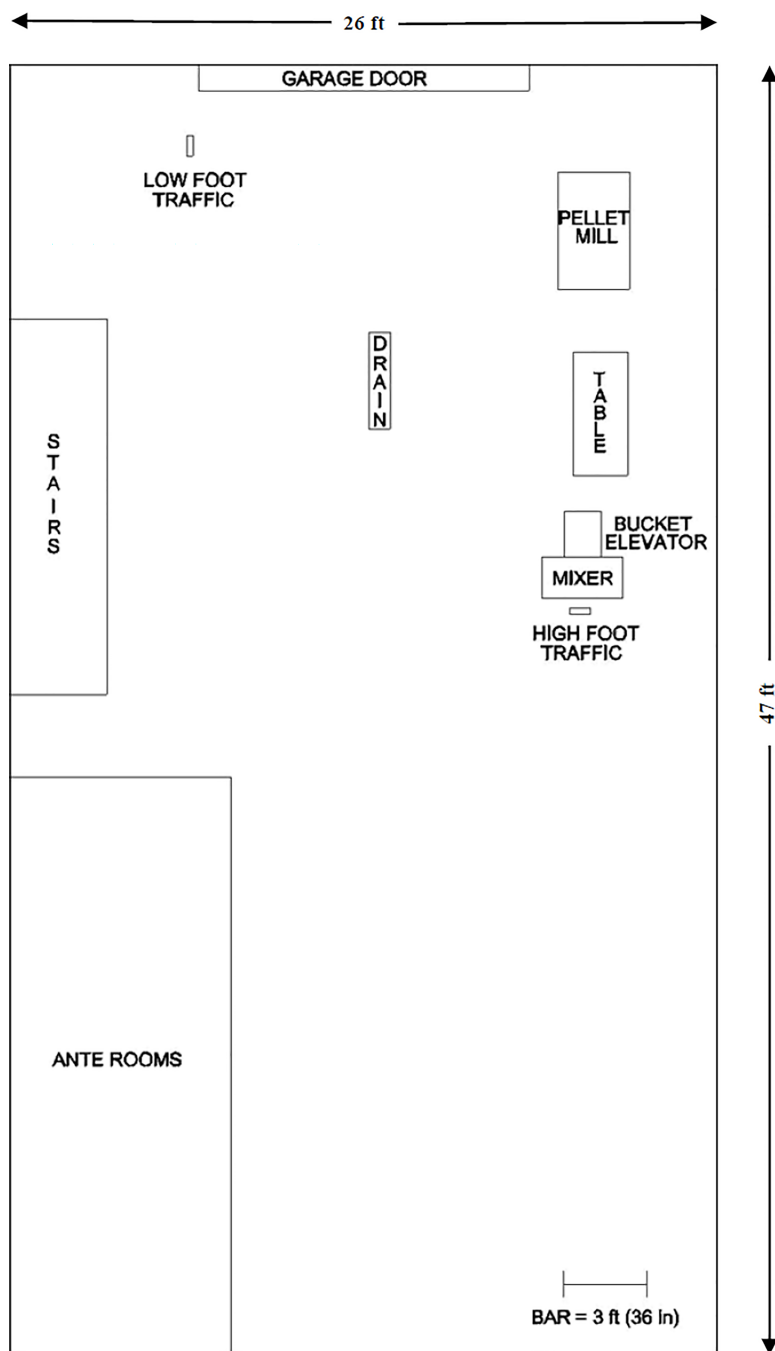 26 ft
GARAGE DOOR
LOW FOOT
TRAFFIC
PELLET
MILL
DRAIN
TABLE
STAIRS
BUCKET
ELEVATOR
MIXER
HIGH FOOT
TRAFFIC
47 ft
ANTE ROOMS
BAR = 3 ft (36 in)